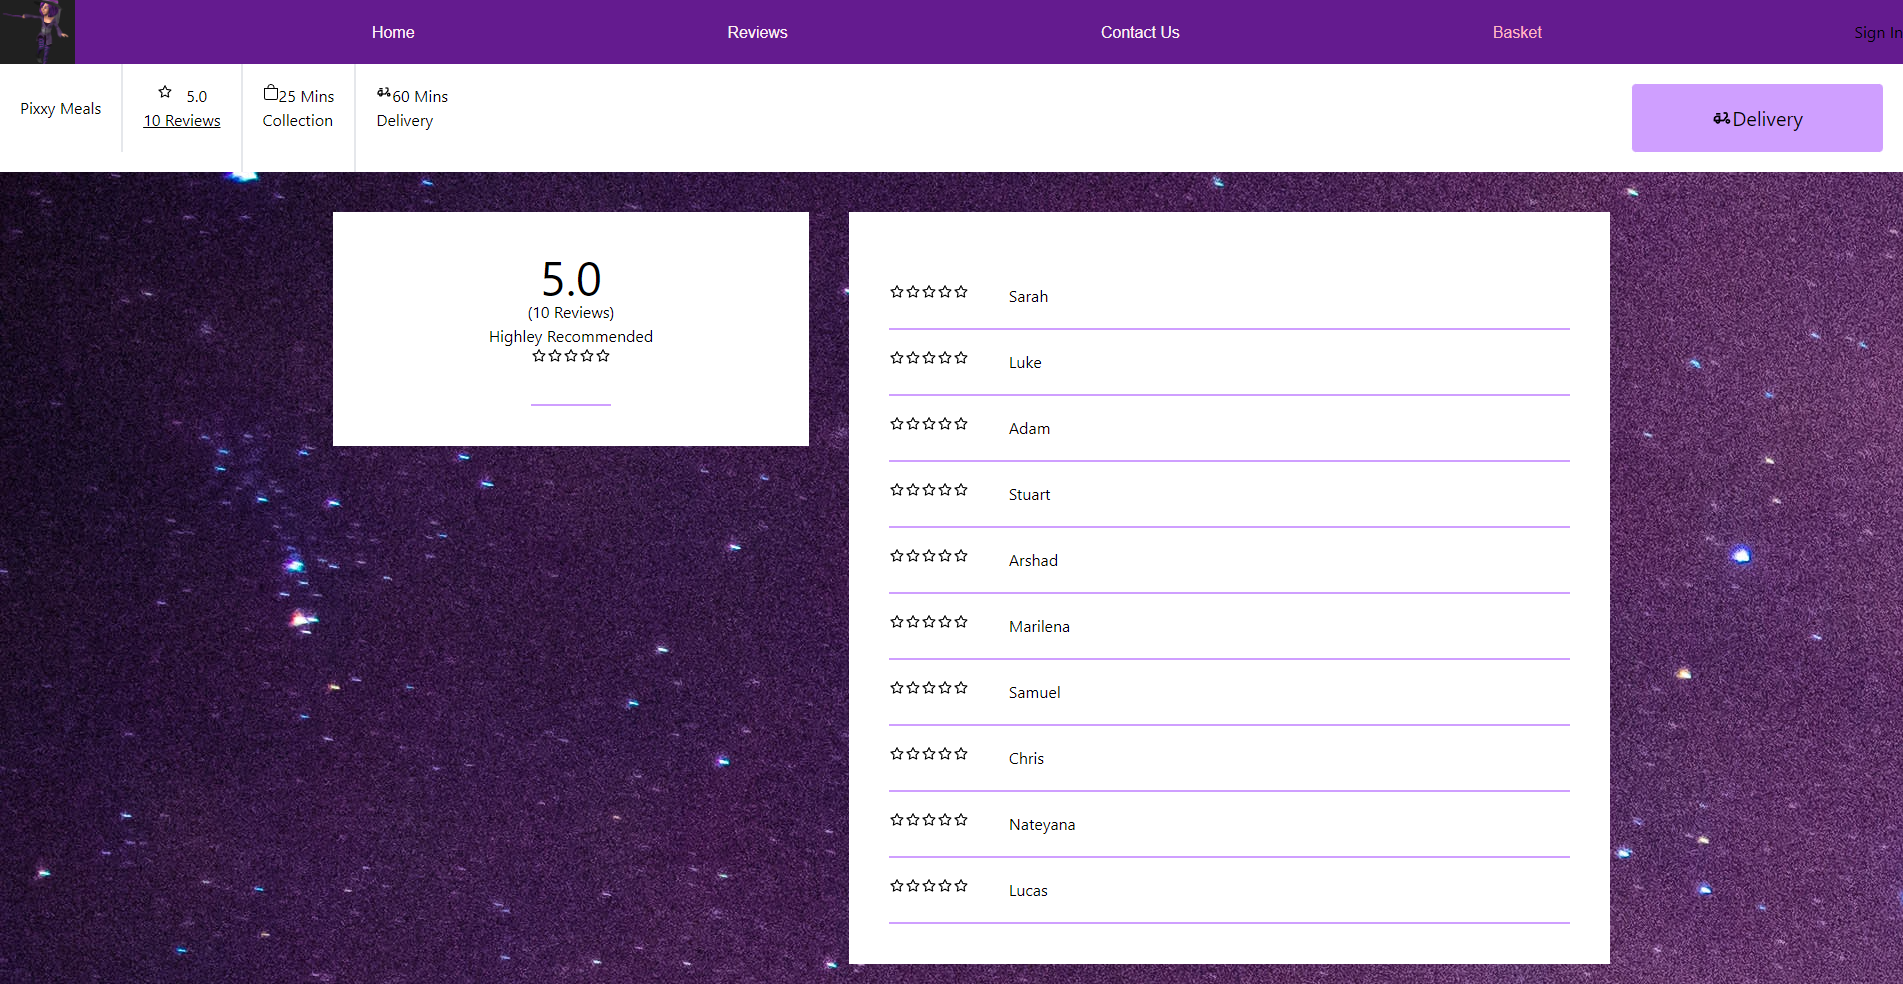 Home Reviews Contact Us Basket Sign In
Pixxy Meals
5.0
10 Reviews
25 Mins
Collection
60 Mins
Delivery
Delivery
5.0
(10 Reviews)
Highley Recommended
Sarah
Luke
Adam
Stuart
Arshad
Marilena
Samuel
Chris
Nateyana
Lucas